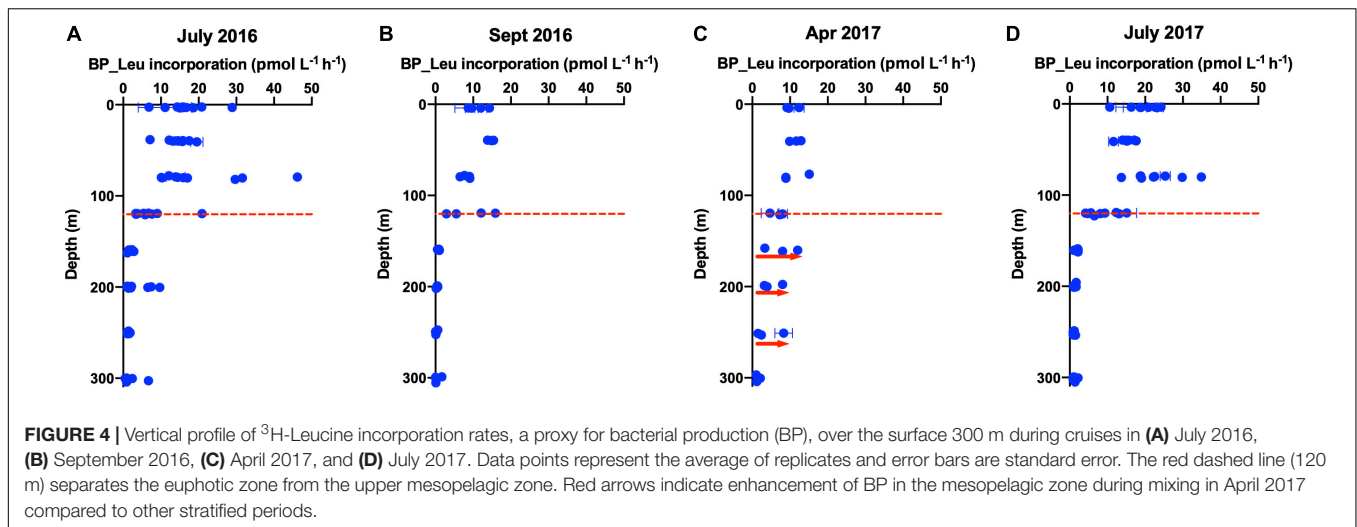 A July 2016
BP_Leu incorporation (pmol L⁻¹ h⁻¹)
0 10 20 30 40 50
0
100
200
300
Depth (m)
B Sept 2016
BP_Leu incorporation (pmol L⁻¹ h⁻¹)
0 10 20 30 40 50
0
100
200
300
Depth (m)
C Apr 2017
BP_Leu incorporation (pmol L⁻¹ h⁻¹)
0 10 20 30 40 50
0
100
200
300
Depth (m)
D July 2017
BP_Leu incorporation (pmol L⁻¹ h⁻¹)
0 10 20 30 40 50
0
100
200
300
Depth (m)
FIGURE 4 | Vertical profile of ³H-Leucine incorporation rates, a proxy for bacterial production (BP), over the surface 300 m during cruises in (A) July 2016,
(B) September 2016, (C) April 2017, and (D) July 2017. Data points represent the average of replicates and error bars are standard error. The red dashed line (120
m) separates the euphotic zone from the upper mesopelagic zone. Red arrows indicate enhancement of BP in the mesopelagic zone during mixing in April 2017
compared to other stratified periods.